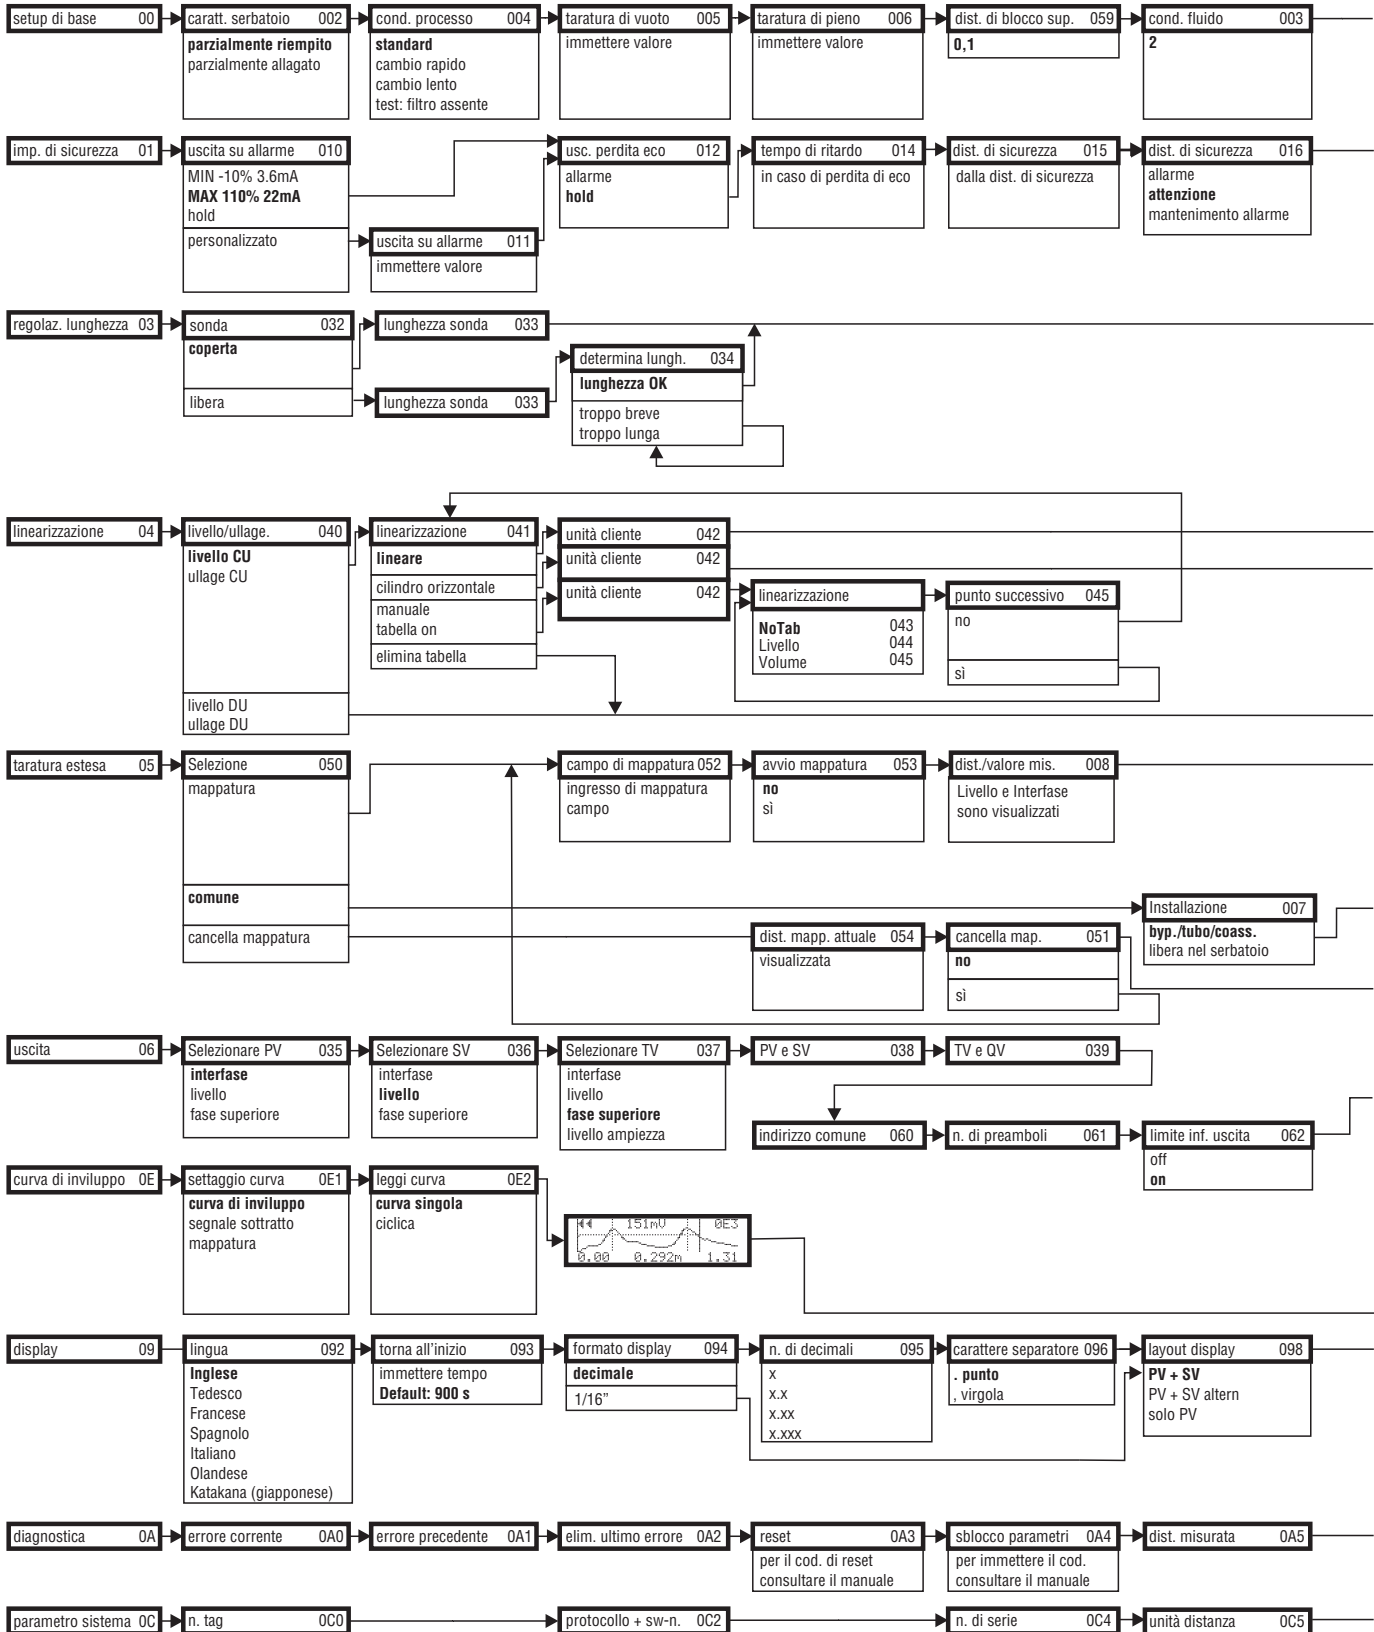 setup di base 00
caratt. serbatoio 002
parzialmente riempito
parzialmente allagato
cond. processo 004
standard
cambio rapido
cambio lento
test: filtro assente
taratura di vuoto 005
immettere valore
taratura di pieno 006
immettere valore
dist. di blocco sup. 059
0,1
cond. fluido 003
2
imp. di sicurezza 01
uscita su allarme 010
MIN -10% 3.6mA
MAX 110% 22mA
hold
personalizzato
uscita su allarme 011
immettere valore
usc. perdita eco 012
allarme
hold
tempo di ritardo 014
in caso di perdita di eco
dist. di sicurezza 015
dalla dist. di sicurezza
dist. di sicurezza 016
allarme
attenzione
mantenimento allarme
regolaz. lunghezza 03
sonda 032
coperta
libera
lunghezza sonda 033
lunghezza sonda 033
determina lungh. 034
lunghezza OK
troppo breve
troppo lunga
linearizzazione 04
livello/ullage. 040
livello CU
ullage CU
livello DU
ullage DU
linearizzazione 041
lineare
cilindro orizzontale
manuale
tabella on
elimina tabella
unità cliente 042
unità cliente 042
unità cliente 042
linearizzazione
NoTab 043
Livello 044
Volume 045
punto successivo 045
no
sì
taratura estesa 05
Selezione 050
mappatura
comune
cancella mappatura
campo di mappatura 052
ingresso di mappatura
campo
avvio mappatura 053
no
sì
dist./valore mis. 008
Livello e Interfase
sono visualizzati
Installazione 007
byp./tubo/coass.
libera nel serbatoio
dist. mapp. attuale 054
visualizzata
cancella map. 051
no
sì
uscita 06
Selezionare PV 035
interfase
livello
fase superiore
Selezionare SV 036
interfase
livello
fase superiore
Selezionare TV 037
interfase
livello
fase superiore
livello ampiezza
PV e SV 038
TV e QV 039
indirizzo comune 060
n. di preamboli 061
limite inf. uscita 062
off
on
curva di inviluppo 0E
settaggio curva 0E1
curva di inviluppo
segnale sottratto
mappatura
leggi curva 0E2
curva singola
ciclica
151mV 0E3
0.00 0.292m 1.31
display 09
lingua 092
Inglese
Tedesco
Francese
Spagnolo
Italiano
Olandese
Katakana (giapponese)
torna all'inizio 093
immettere tempo
Default: 900 s
formato display 094
decimale
1/16”
n. di decimali 095
x
x.x
x.xx
x.xxx
carattere separatore 096
. punto
, virgola
layout display 098
PV + SV
PV + SV altern
solo PV
diagnostica 0A
errore corrente 0A0
errore precedente 0A1
elim. ultimo errore 0A2
reset 0A3
per il cod. di reset
consultare il manuale
sblocco parametri 0A4
per immettere il cod.
consultare il manuale
dist. misurata 0A5
parametro sistema 0C
n. tag 0C0
protocollo + sw-n. 0C2
n. di serie 0C4
unità distanza 0C5